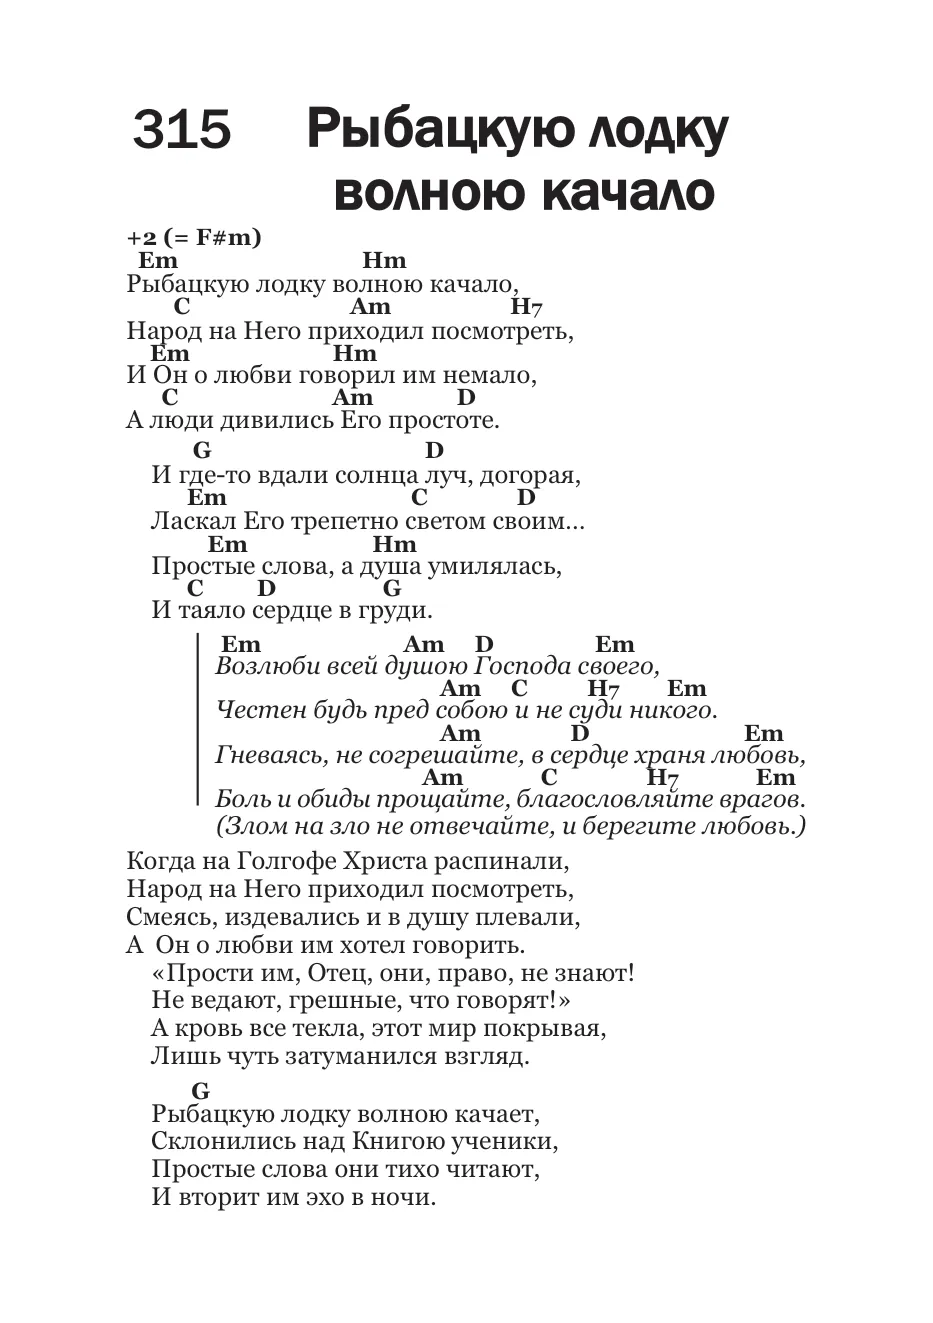 315 Рыбацкую лодку
волною качало
+2 (= F#m)
Em Hm
Рыбацкую лодку волною качало,
C Am H7
Народ на Него приходил посмотреть,
Em Hm
И Он о любви говорил им немало,
C Am D
А люди дивились Его простоте.
G D
И где-то вдали солнца луч, догорая,
Em C D
Ласкал Его трепетно светом своим...
Em Hm
Простые слова, а душа умилялась,
C D G
И таяло сердце в груди.
Em Am D Em
Возлюби всей душою Господа своего,
Am C H7 Em
Честен будь пред собою и не суди никого.
Am D Em
Гневаясь, не согрешайте, в сердце храня любовь,
Am C H7 Em
Боль и обиды прощайте, благословляйте врагов.
(Злом на зло не отвечайте, и берегите любовь.)
Когда на Голгофе Христа распинали,
Народ на Него приходил посмотреть,
Смеясь, издевались и в душу плевали,
А Он о любви им хотел говорить.
«Прости им, Отец, они, право, не знают!
Не ведают, грешные, что говорят!»
А кровь все текла, этот мир покрывая,
Лишь чуть затуманился взгляд.
G
Рыбацкую лодку волною качает,
Склонились над Книгою ученики,
Простые слова они тихо читают,
И вторит им эхо в ночи.